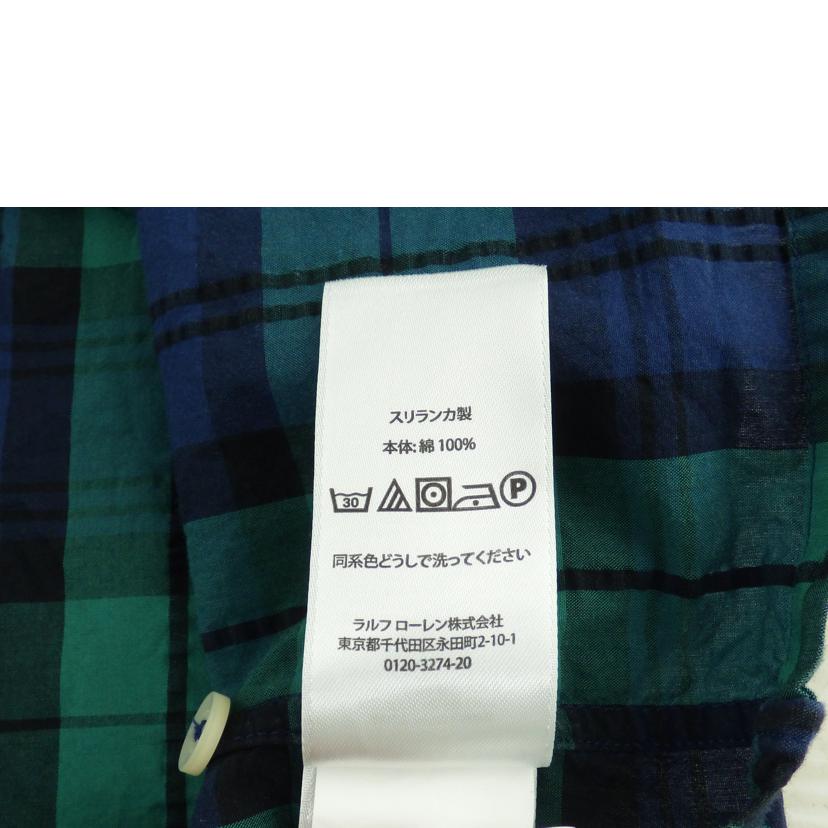 スリランカ製
本体: 綿 100%
30 P
同系色どうしで洗ってください
ラルフ ローレン株式会社
東京都千代田区永田町2-10-1
0120-3274-20